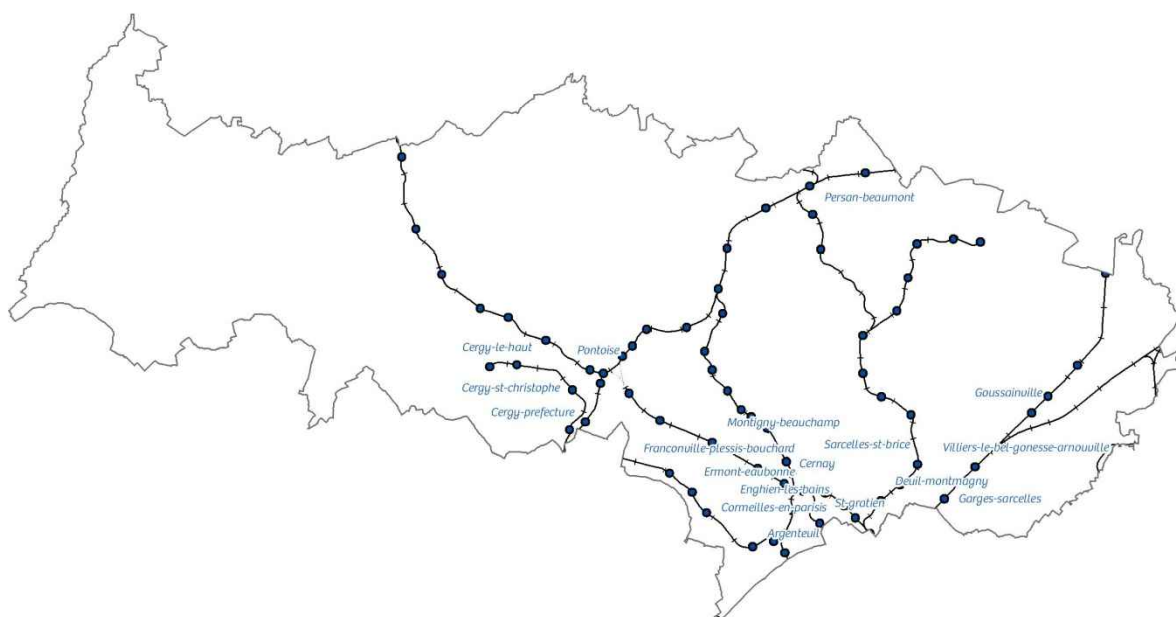 Persan-beaumont
Cergy-le-haut
Pontoise
Cergy-st-christophe
Goussainville
Cergy-prefecture
Montigny-beauchamp
Franconville-plessis-bouchard
Sarcelles-st-brice
Villiers-le-bel-gonesse-arnouville
Cernay
Ermont-eaubonne
Deuil-montmagny
Enghien-les-bains
Garges-sarcelles
St-gratien
Cormeilles-en-parisis
Argenteuil